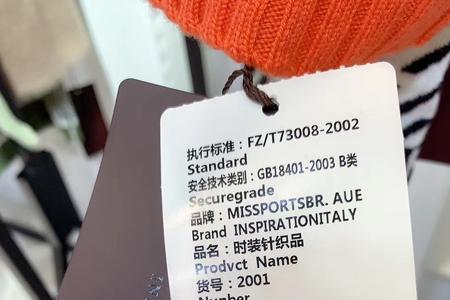 执行标准：FZ/T73008-2002
Standard
安全技术类别：GB18401-2003 B类
Securegrade
品牌：MISSPORTSBR. AUE
Brand INSPIRATIONITALY
品名：时装针织品
Prodvct Name
货号：2001